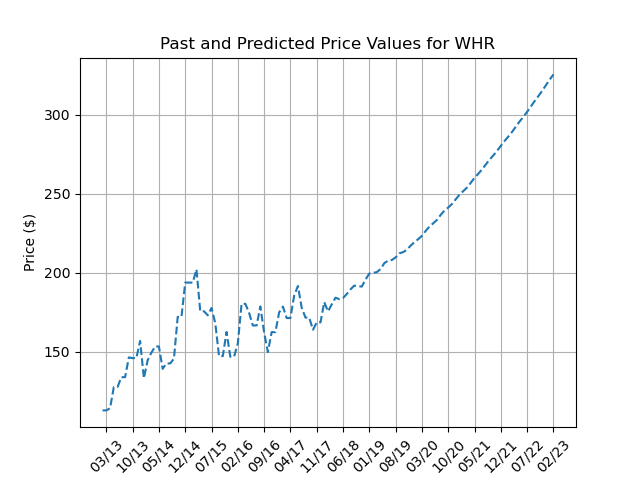 Past and Predicted Price Values for WHR
Price ($)
300
250
200
150
03/13 10/13 05/14 12/14 07/15 02/16 09/16 04/17 11/17 06/18 01/19 08/19 03/20 10/20 05/21 12/21 07/22 02/23